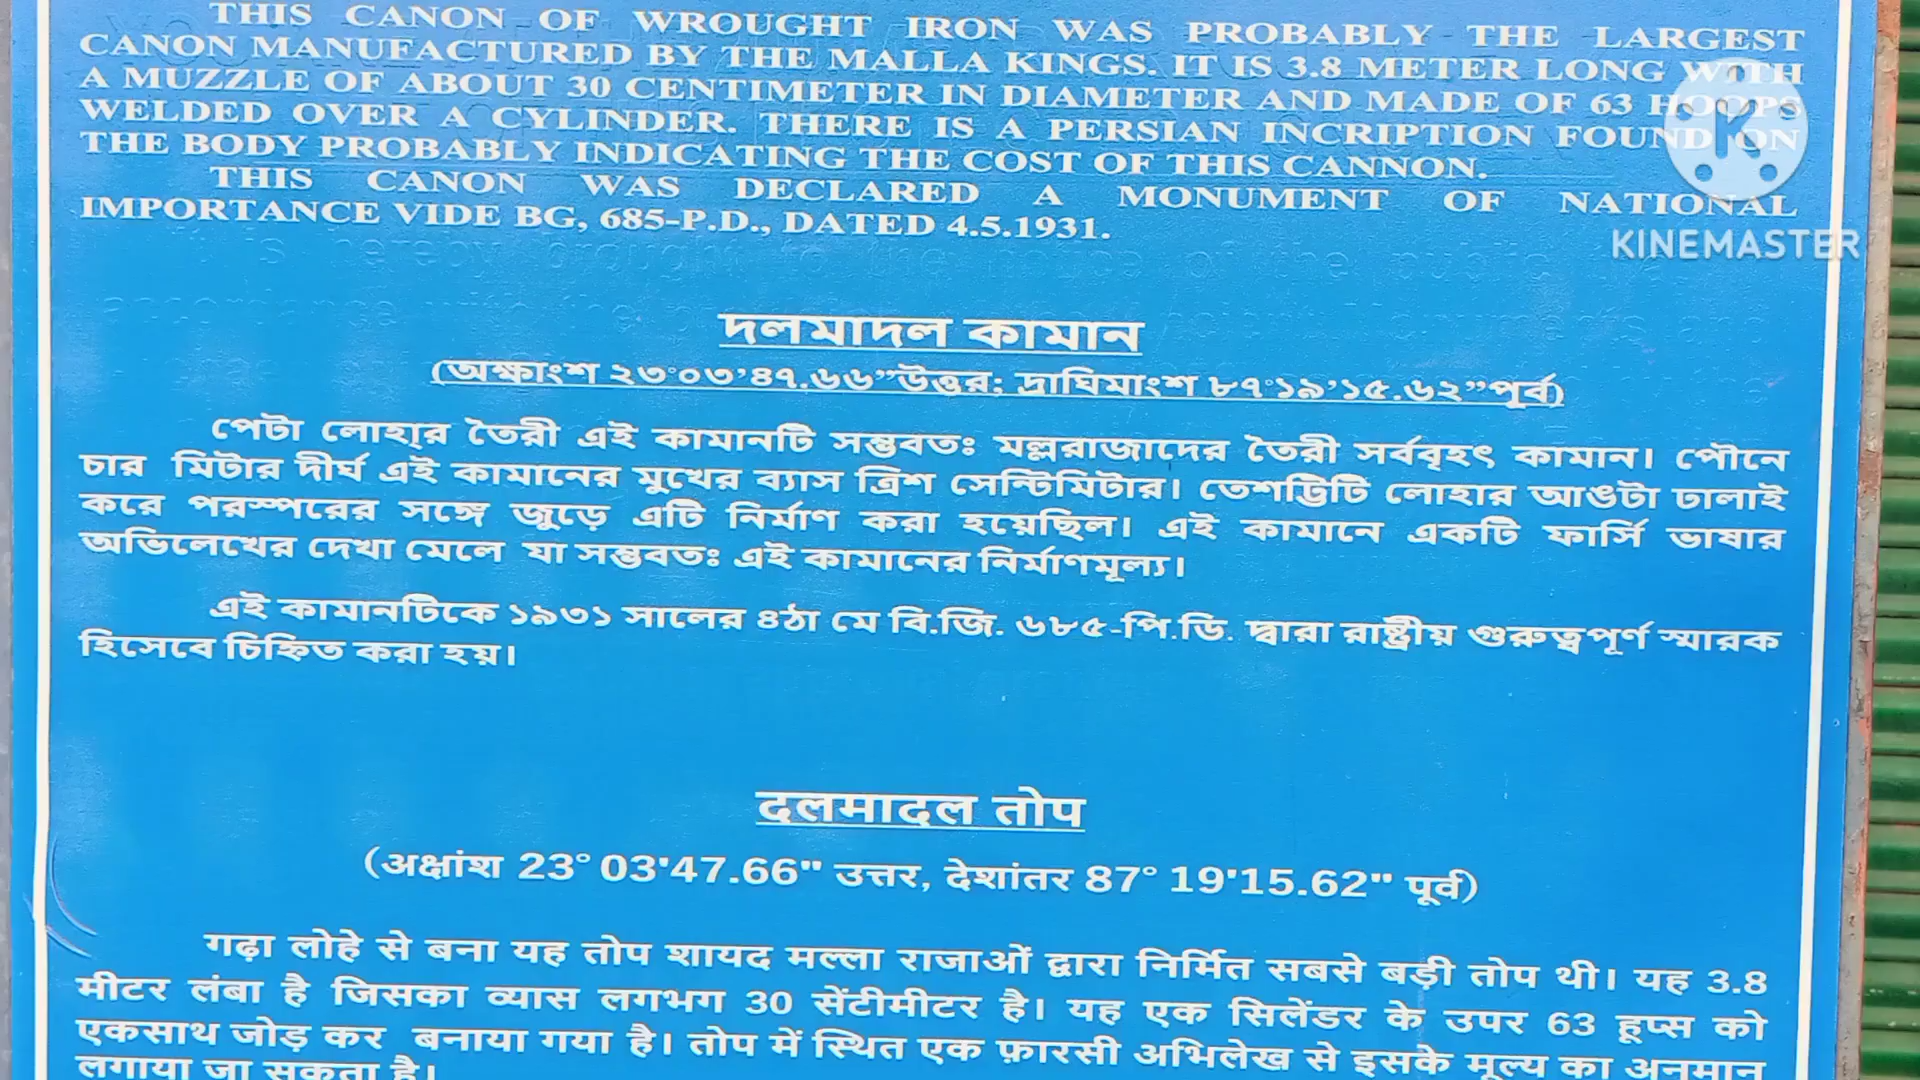 THIS CANON OF WROUGHT IRON WAS PROBABLY THE LARGEST
CANON MANUFACTURED BY THE MALLA KINGS. IT IS 3.8 METER LONG WITH
A MUZZLE OF ABOUT 30 CENTIMETER IN DIAMETER AND MADE OF 63 HOOPS
WELDED OVER A CYLINDER. THERE IS A PERSIAN INCRIPTION FOUND ON
THE BODY PROBABLY INDICATING THE COST OF THIS CANNON.
THIS CANON WAS DECLARED A MONUMENT OF NATIONAL
IMPORTANCE VIDE BG, 685-P.D., DATED 4.5.1931.
KINEMASTER
দলমাদল কামান
(অক্ষাংশ ২৩°০৩'৪৭.৬৬"উত্তর; দ্রাঘিমাংশ ৮৭°১৯'১৫.৬২"পূর্ব)
পেটা লোহার তৈরী এই কামানটি সম্ভবতঃ মল্লরাজাদের তৈরী সর্ববৃহৎ কামান। পৌনে
চার মিটার দীর্ঘ এই কামানের মুখের ব্যাস ত্রিশ সেন্টিমিটার। তেশট্টিটি লোহার আঙটা ঢালাই
করে পরস্পরের সঙ্গে জুড়ে এটি নির্মাণ করা হয়েছিল। এই কামানে একটি ফার্সি ভাষার
অভিলেখের দেখা মেলে যা সম্ভবতঃ এই কামানের নির্মাণমূল্য।
এই কামানটিকে ১৯৩১ সালের ৪ঠা মে বি.জি. ৬৮৫-পি.ডি. দ্বারা রাষ্ট্রীয় গুরুত্বপূর্ণ স্মারক
হিসেবে চিহ্নিত করা হয়।
दलमादल तोप
(अक्षांश 23° 03'47.66" उत्तर, देशांतर 87° 19'15.62" पूर्व)
गढ़ा लोहे से बना यह तोप शायद मल्ला राजाओं द्वारा निर्मित सबसे बड़ी तोप थी। यह 3.8
मीटर लंबा है जिसका व्यास लगभग 30 सेंटीमीटर है। यह एक सिलेंडर के उपर 63 हूप्स को
एकसाथ जोड़ कर बनाया गया है। तोप में स्थित एक फ़ारसी अभिलेख से इसके मूल्य का अनुमान
लगाया जा सकता है।